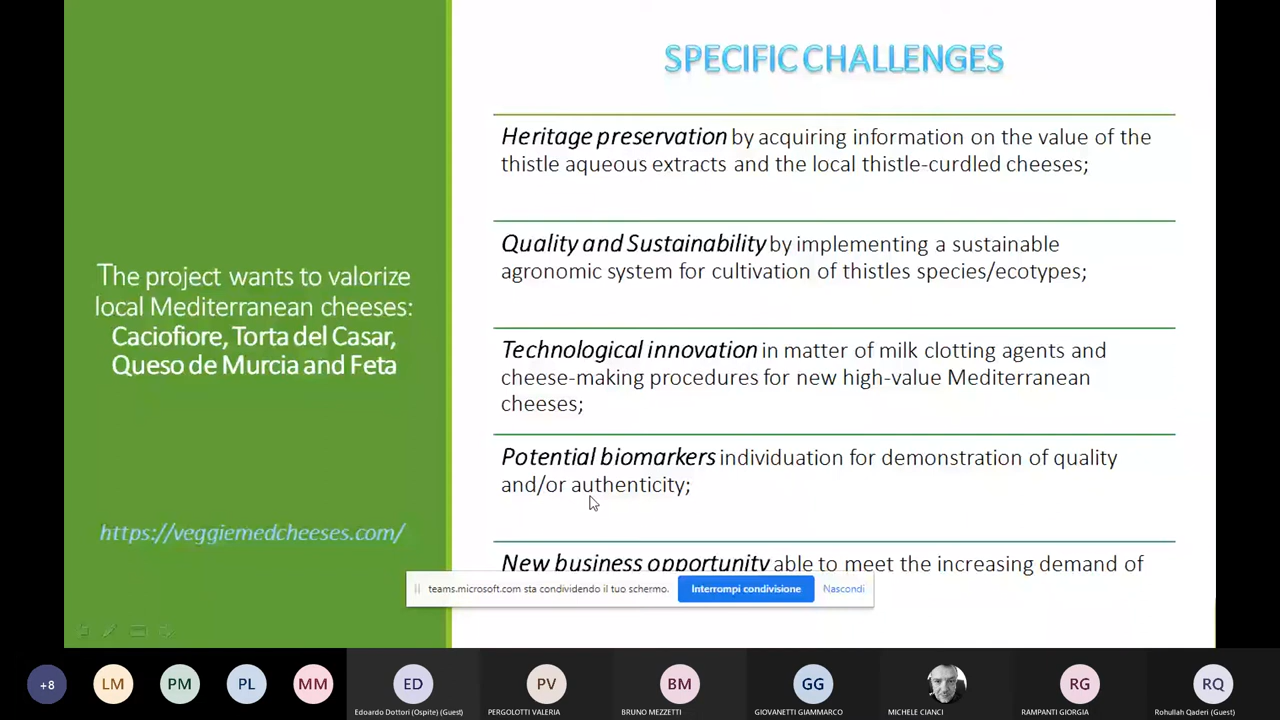 SPECIFIC CHALLENGES
Heritage preservation by acquiring information on the value of the
thistle aqueous extracts and the local thistle-curdled cheeses;
Quality and Sustainability by implementing a sustainable
agronomic system for cultivation of thistles species/ecotypes;
Technological innovation in matter of milk clotting agents and
cheese-making procedures for new high-value Mediterranean
cheeses;
Potential biomarkers individuation for demonstration of quality
and/or authenticity;
New business opportunity able to meet the increasing demand of
The project wants to valorize
local Mediterranean cheeses:
Caciofiore, Torta del Casar,
Queso de Murcia and Feta
https://veggiemedcheeses.com/
teams.microsoft.com sta condividendo il tuo schermo.
Interrompi condivisione
Nascondi
+8
LM
PM
PL
MM
ED
PV
BM
GG
RG
RQ
Edoardo Dottori (Ospite) (Guest)
PERGOLOTTI VALERIA
BRUNO MEZZETTI
GIOVANETTI GIAMMARCO
MICHELE CIANCI
RAMPANTI GIORGIA
Rohullah Qaderi (Guest)